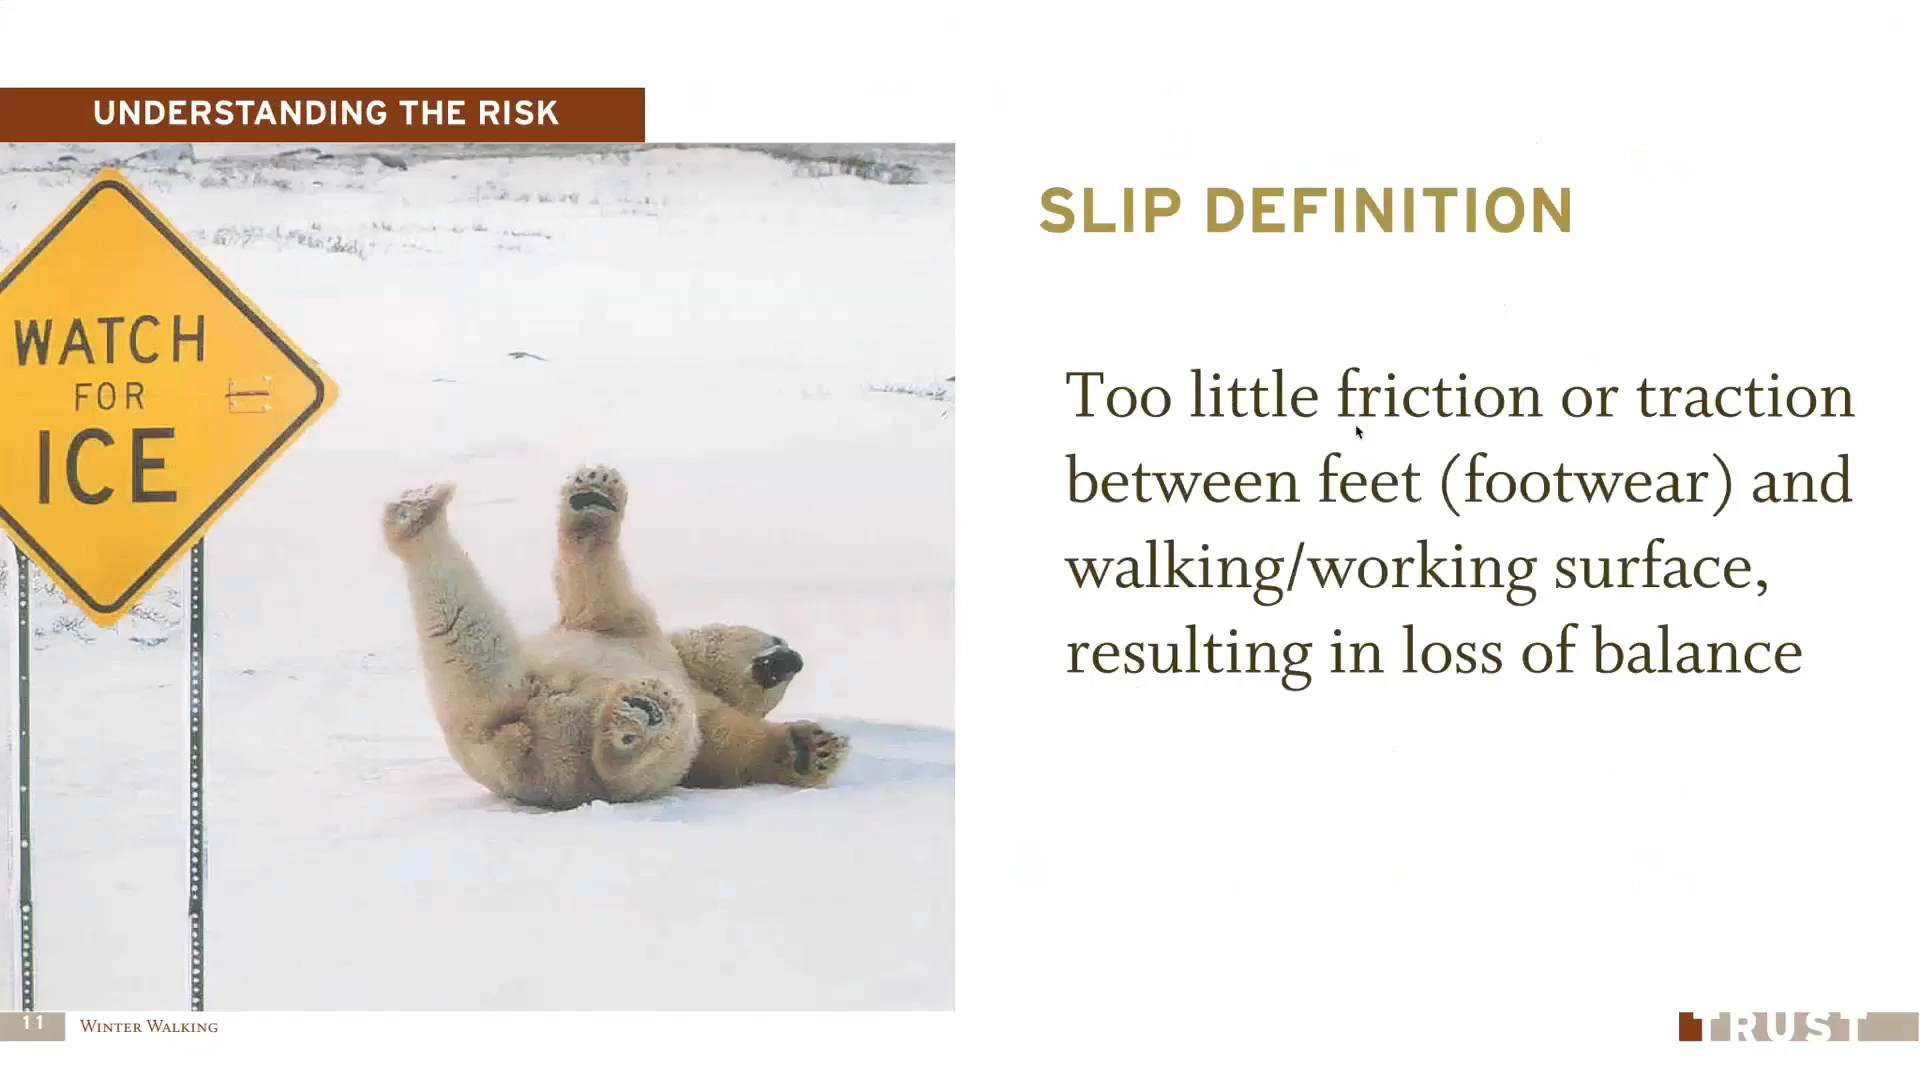 UNDERSTANDING THE RISK
WATCH
FOR
ICE
SLIP DEFINITION
Too little friction or traction
between feet (footwear) and
walking/working surface,
resulting in loss of balance
11
Winter Walking
TRUST